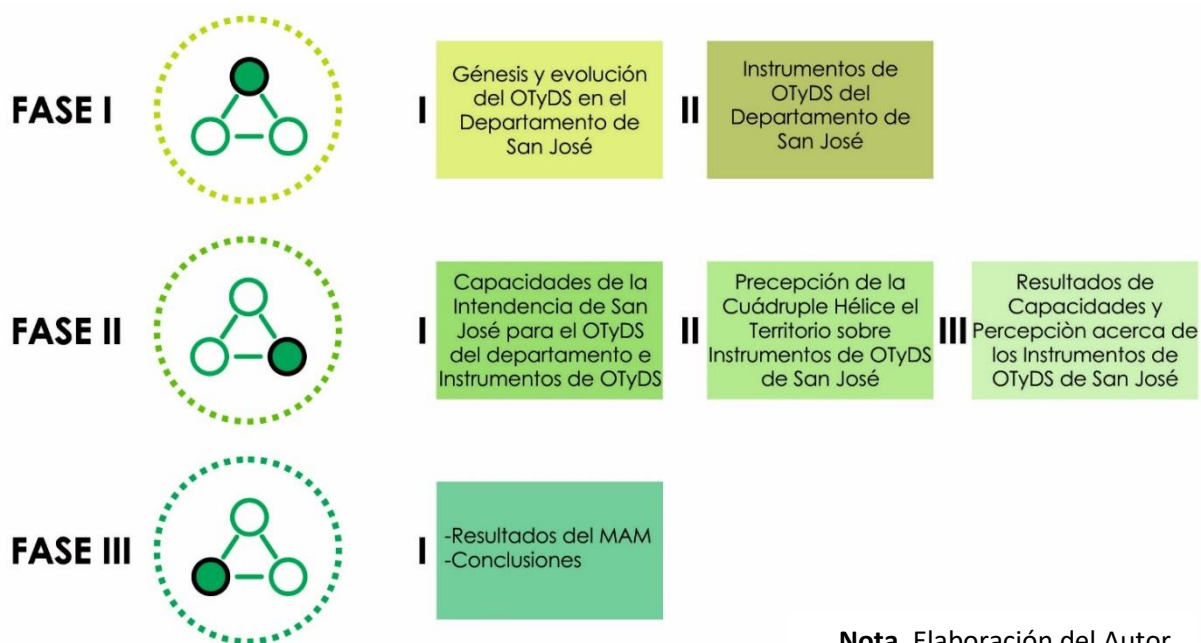 FASE I
I
Génesis y evolución
del OTyDS en el
Departamento de
San José
II
Instrumentos de
OTyDS del
Departamento de
San José
FASE II
I
Capacidades de la
Intendencia de San
José para el OTyDS
del departamento e
Instrumentos de OTyDS
II
Precepción de la
Cuádruple Hélice el
Territorio sobre
Instrumentos de OTyDS
de San José
III
Resultados de
Capacidades y
Percepciòn acerca de
los Instrumentos de
OTyDS de San José
FASE III
I
-Resultados del MAM
-Conclusiones
Nota. Elaboración del Autor